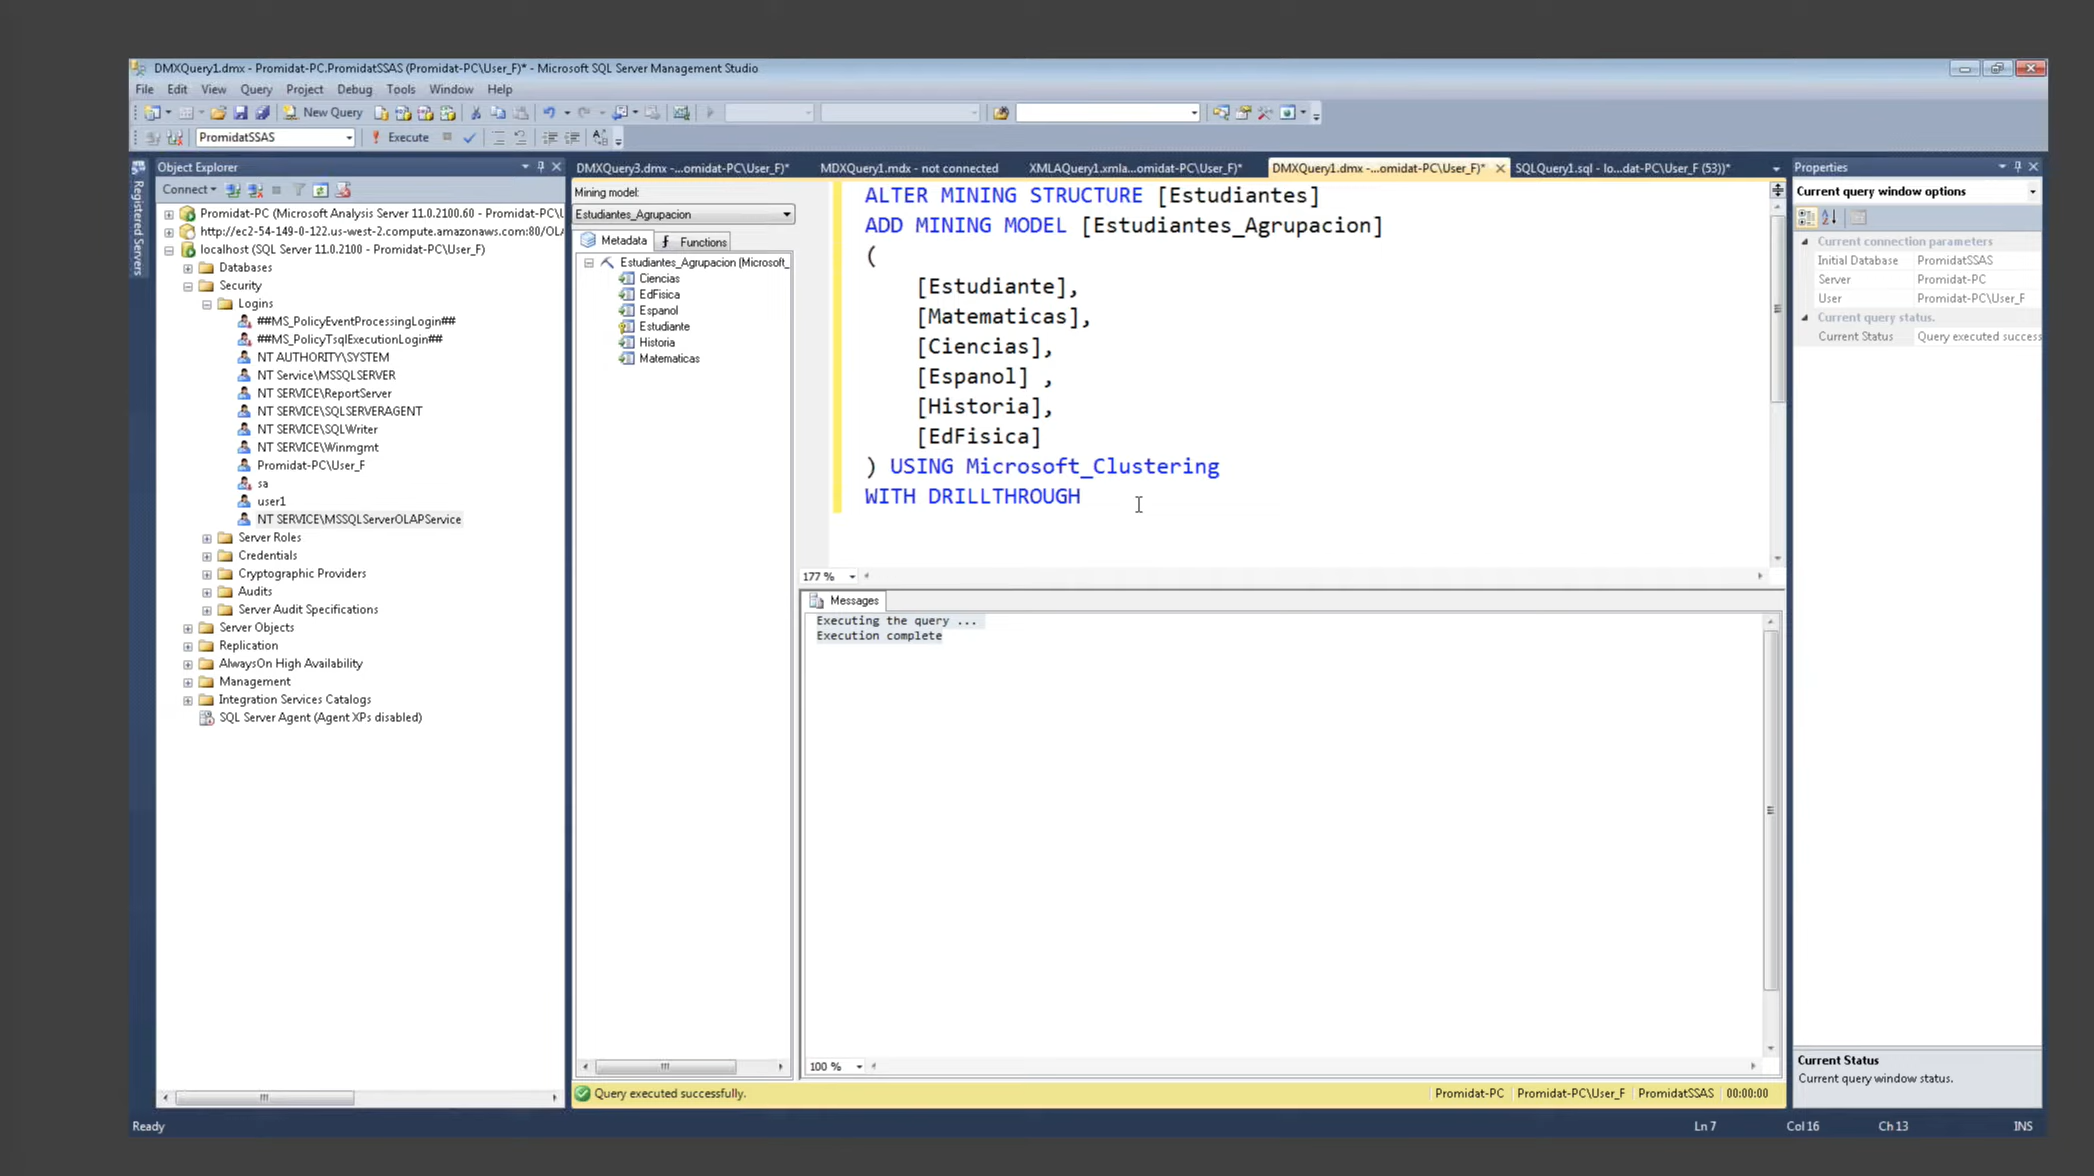 DMXQuery1.dmx - Promidat-PC.PromidatSSAS (Promidat-PC\User_F)* - Microsoft SQL Server Management Studio
File Edit View Query Project Debug Tools Window Help
New Query
PromidatSSAS Execute
Registered Servers
Object Explorer
Connect
Promidat-PC (Microsoft Analysis Server 11.0.2100.60 - Promidat-PC\U
http://ec2-54-149-0-122.us-west-2.compute.amazonaws.com:80/OLA
localhost (SQL Server 11.0.2100 - Promidat-PC\User_F)
Databases
Security
Logins
##MS_PolicyEventProcessingLogin##
##MS_PolicyTsqlExecutionLogin##
NT AUTHORITY\SYSTEM
NT Service\MSSQLSERVER
NT SERVICE\ReportServer
NT SERVICE\SQLSERVERAGENT
NT SERVICE\SQLWriter
NT SERVICE\Winmgmt
Promidat-PC\User_F
sa
user1
NT SERVICE\MSSQLServerOLAPService
Server Roles
Credentials
Cryptographic Providers
Audits
Server Audit Specifications
Server Objects
Replication
AlwaysOn High Availability
Management
Integration Services Catalogs
SQL Server Agent (Agent XPs disabled)
DMXQuery3.dmx -...omidat-PC\User_F)* MDXQuery1.mdx - not connected XMLAQuery1.xmla...omidat-PC\User_F)* DMXQuery1.dmx -...omidat-PC\User_F)* SQLQuery1.sql - lo...dat-PC\User_F (53))*
Mining model:
Estudiantes_Agrupacion
Metadata Functions
Estudiantes_Agrupacion (Microsoft_
Ciencias
EdFisica
Espanol
Estudiante
Historia
Matematicas
ALTER MINING STRUCTURE [Estudiantes]
ADD MINING MODEL [Estudiantes_Agrupacion]
(
[Estudiante],
[Matematicas],
[Ciencias],
[Espanol] ,
[Historia],
[EdFisica]
) USING Microsoft_Clustering
WITH DRILLTHROUGH
177 %
Messages
Executing the query ...
Execution complete
100 %
Query executed successfully. Promidat-PC Promidat-PC\User_F PromidatSSAS 00:00:00
Properties
Current query window options
Current connection parameters
Initial Database PromidatSSAS
Server Promidat-PC
User Promidat-PC\User_F
Current query status.
Current Status Query executed success
Current Status
Current query window status.
Ready Ln 7 Col 16 Ch 13 INS